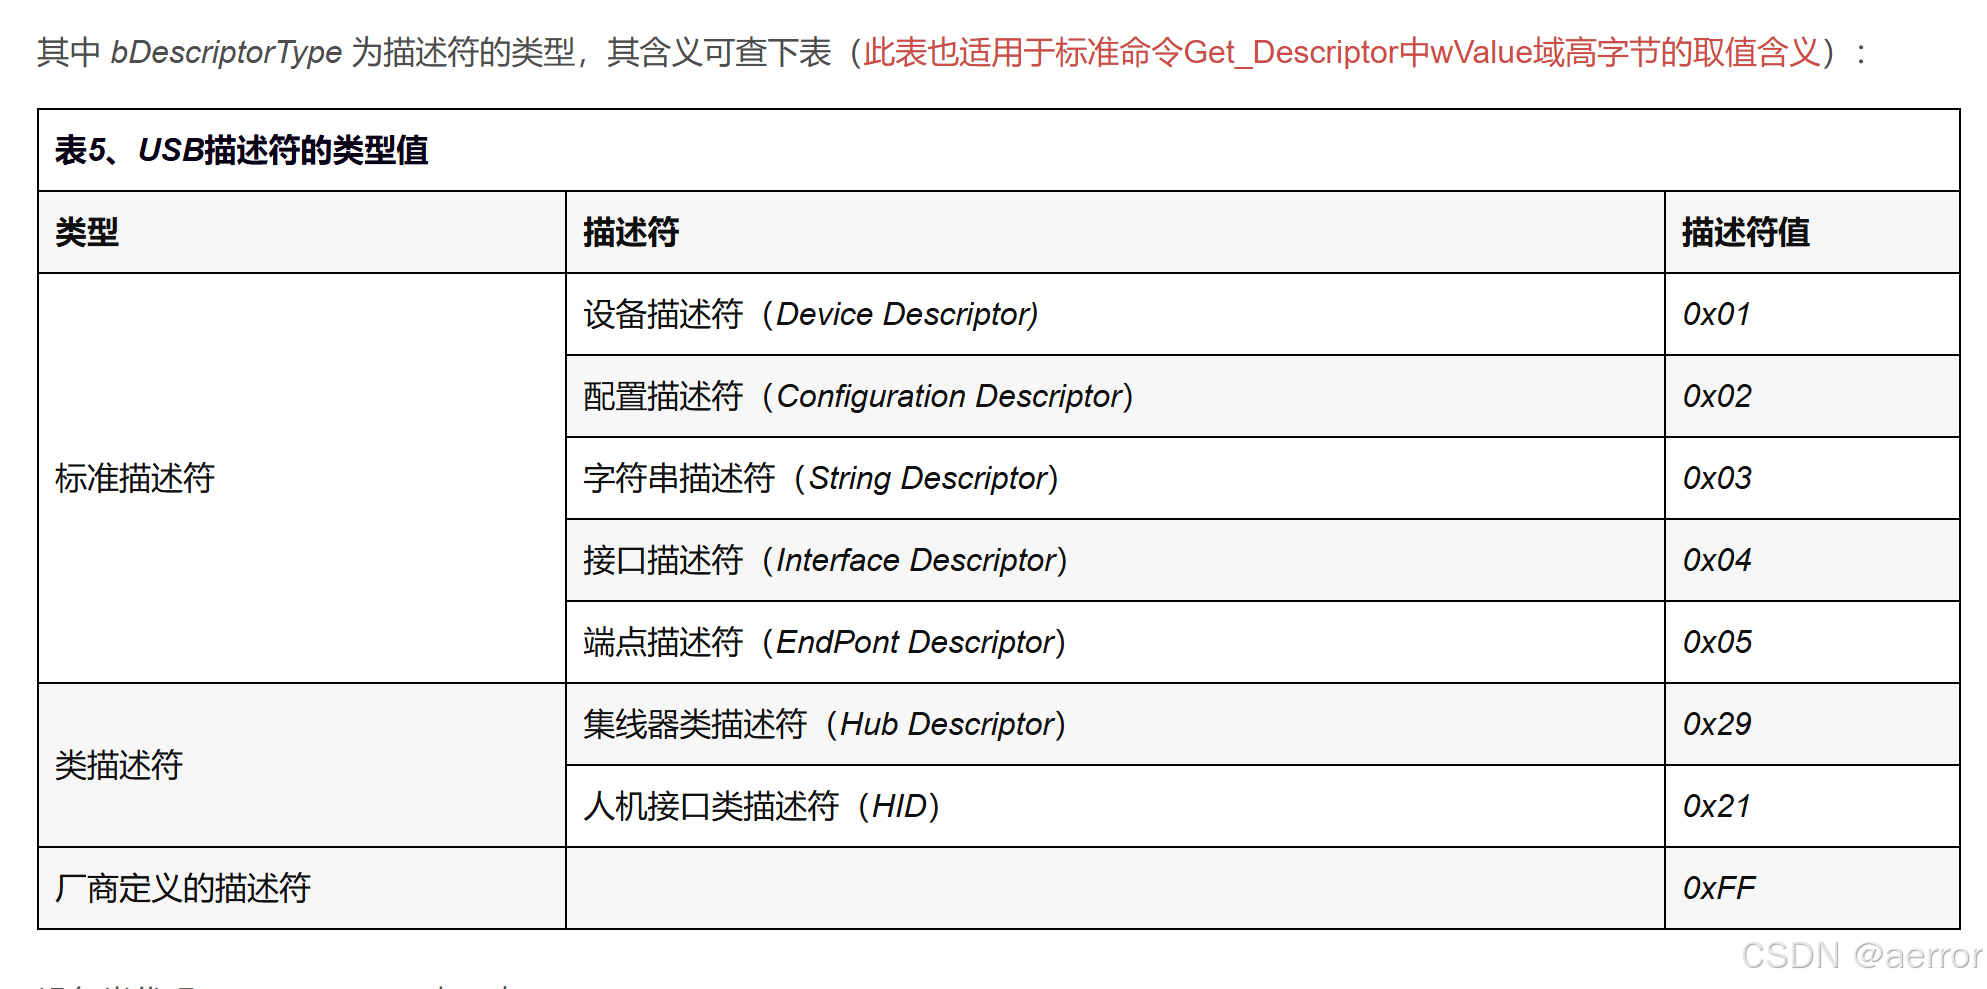 其中 bDescriptorType 为描述符的类型，其含义可查下表（此表也适用于标准命令Get_Descriptor中wValue域高字节的取值含义）：
表5、USB描述符的类型值
类型 描述符 描述符值
标准描述符
设备描述符（Device Descriptor) 0x01
配置描述符（Configuration Descriptor） 0x02
字符串描述符（String Descriptor） 0x03
接口描述符（Interface Descriptor） 0x04
端点描述符（EndPont Descriptor） 0x05
类描述符
集线器类描述符（Hub Descriptor） 0x29
人机接口类描述符（HID） 0x21
厂商定义的描述符 0xFF
CSDN @aerror